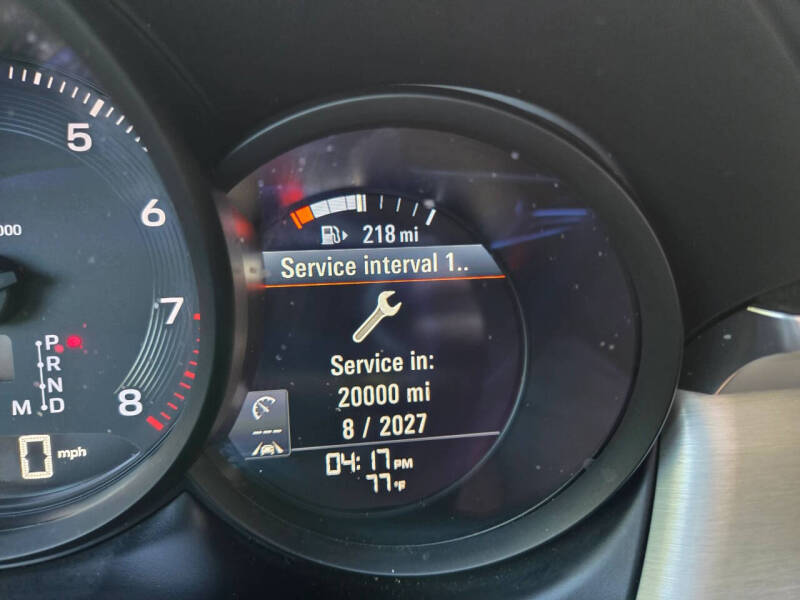 5
6
7
8
000
P
R
N
M D
0 mph
218 mi
Service interval 1..
Service in:
20000 mi
8 / 2027
---
04:17 PM
77°F